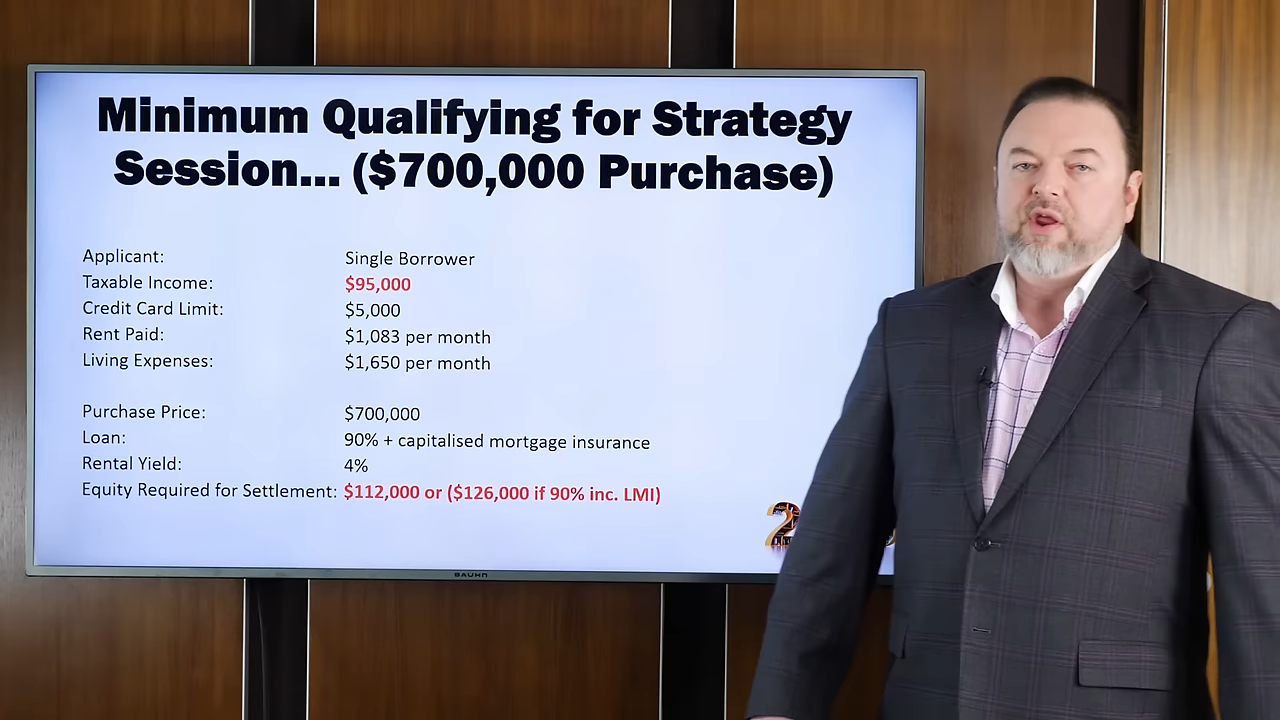 Minimum Qualifying for Strategy
Session... ($700,000 Purchase)
Applicant: Single Borrower
Taxable Income: $95,000
Credit Card Limit: $5,000
Rent Paid: $1,083 per month
Living Expenses: $1,650 per month
Purchase Price: $700,000
Loan: 90% + capitalised mortgage insurance
Rental Yield: 4%
Equity Required for Settlement: $112,000 or ($126,000 if 90% inc. LMI)
2
BAUHN